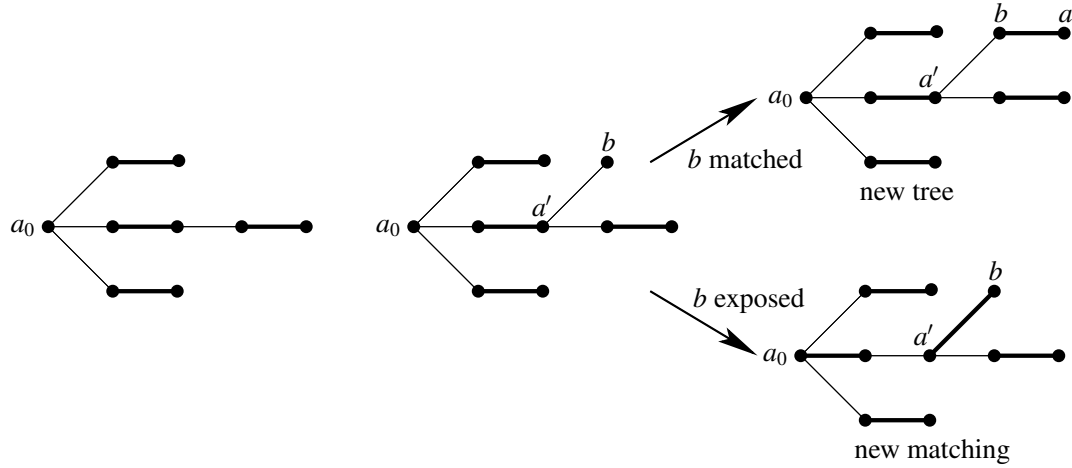 a₀
a₀
a′
b
b matched
b exposed
a₀
a′
b
a
new tree
a₀
a′
b
new matching